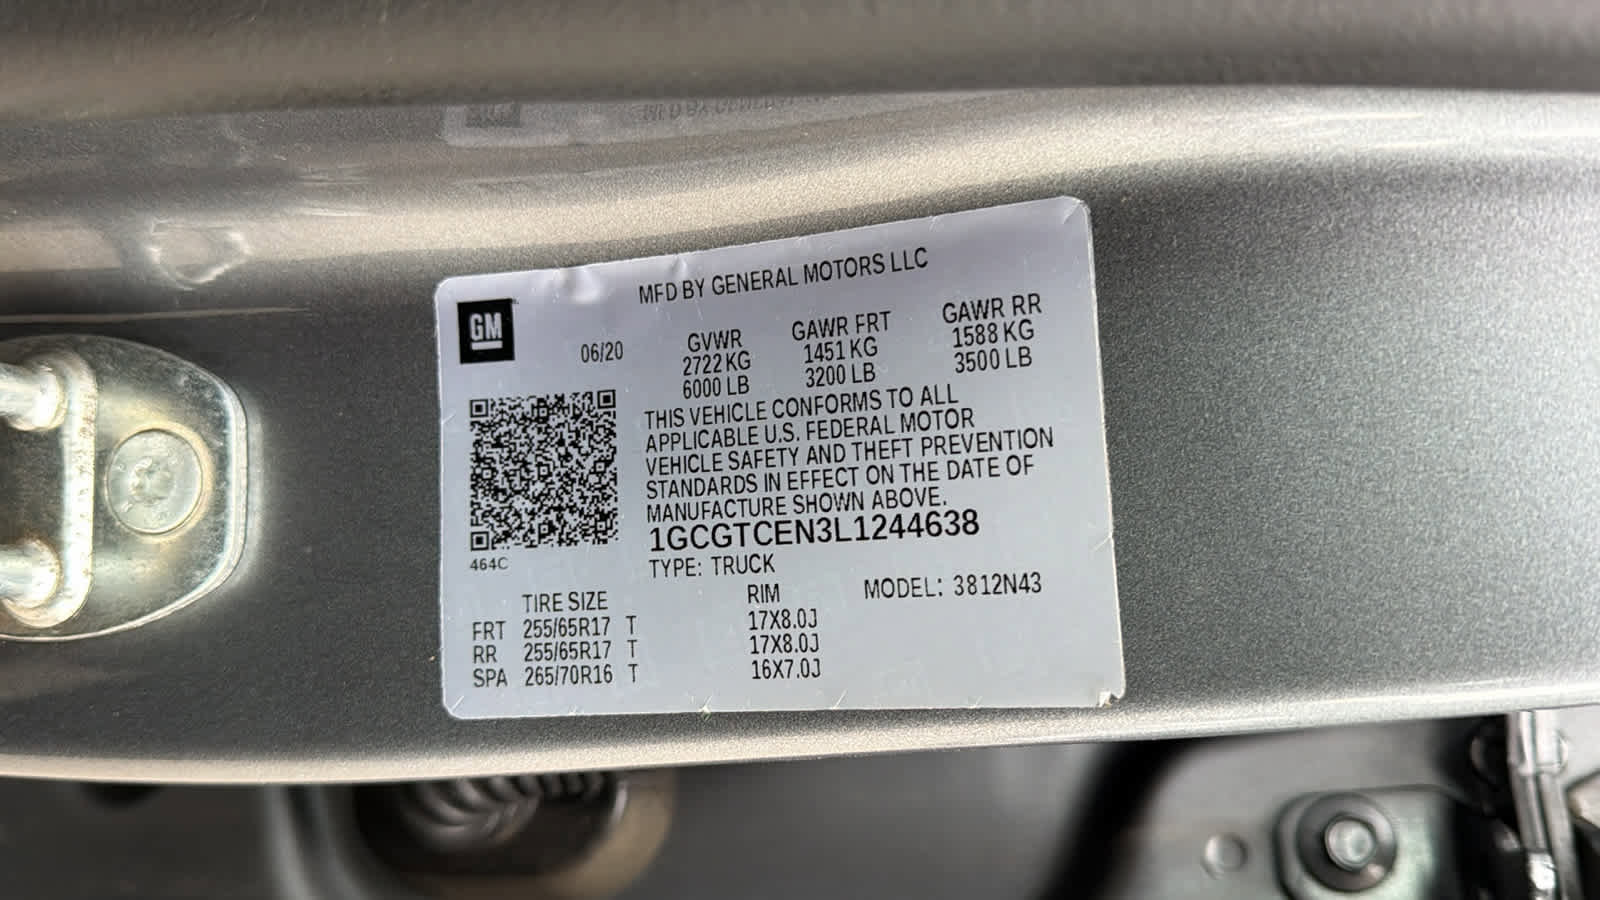 MFD BY GENERAL MOTORS LLC
GM
06/20
GVWR GAWR FRT GAWR RR
2722 KG 1451 KG 1588 KG
6000 LB 3200 LB 3500 LB
THIS VEHICLE CONFORMS TO ALL
APPLICABLE U.S. FEDERAL MOTOR
VEHICLE SAFETY AND THEFT PREVENTION
STANDARDS IN EFFECT ON THE DATE OF
MANUFACTURE SHOWN ABOVE.
1GCGTCEN3L1244638
464C
TYPE: TRUCK
TIRE SIZE RIM MODEL: 3812N43
FRT 255/65R17 T 17X8.0J
RR 255/65R17 T 17X8.0J
SPA 265/70R16 T 16X7.0J